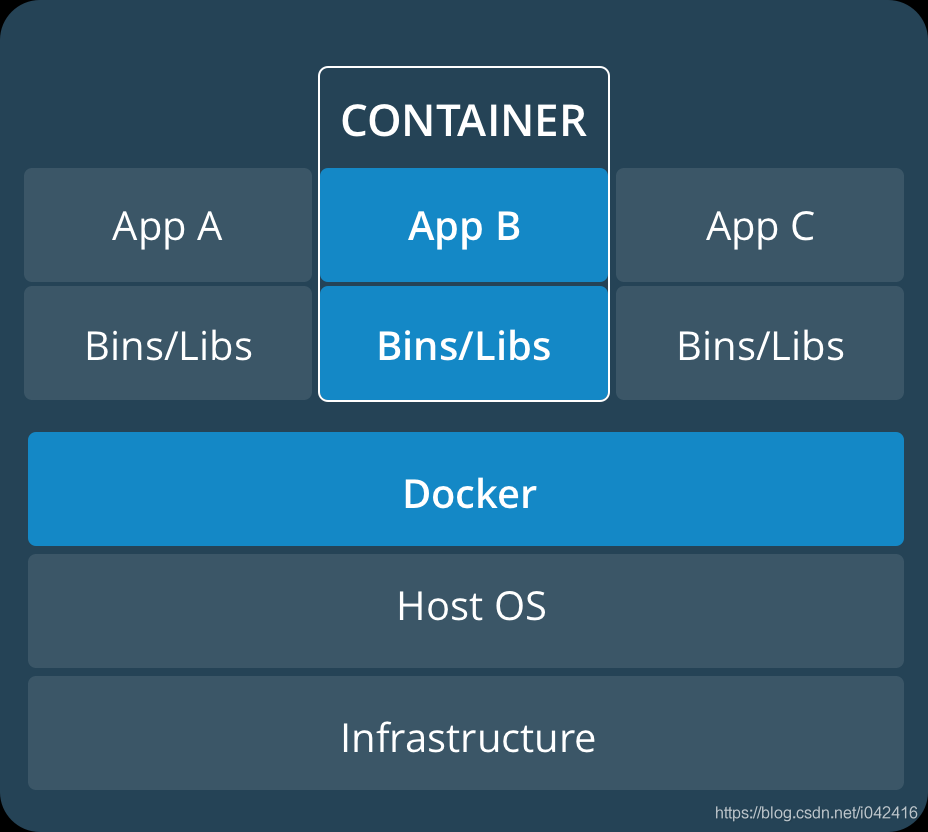 CONTAINER
App A
App B
App C
Bins/Libs
Bins/Libs
Bins/Libs
Docker
Host OS
Infrastructure
https://blog.csdn.net/i042416